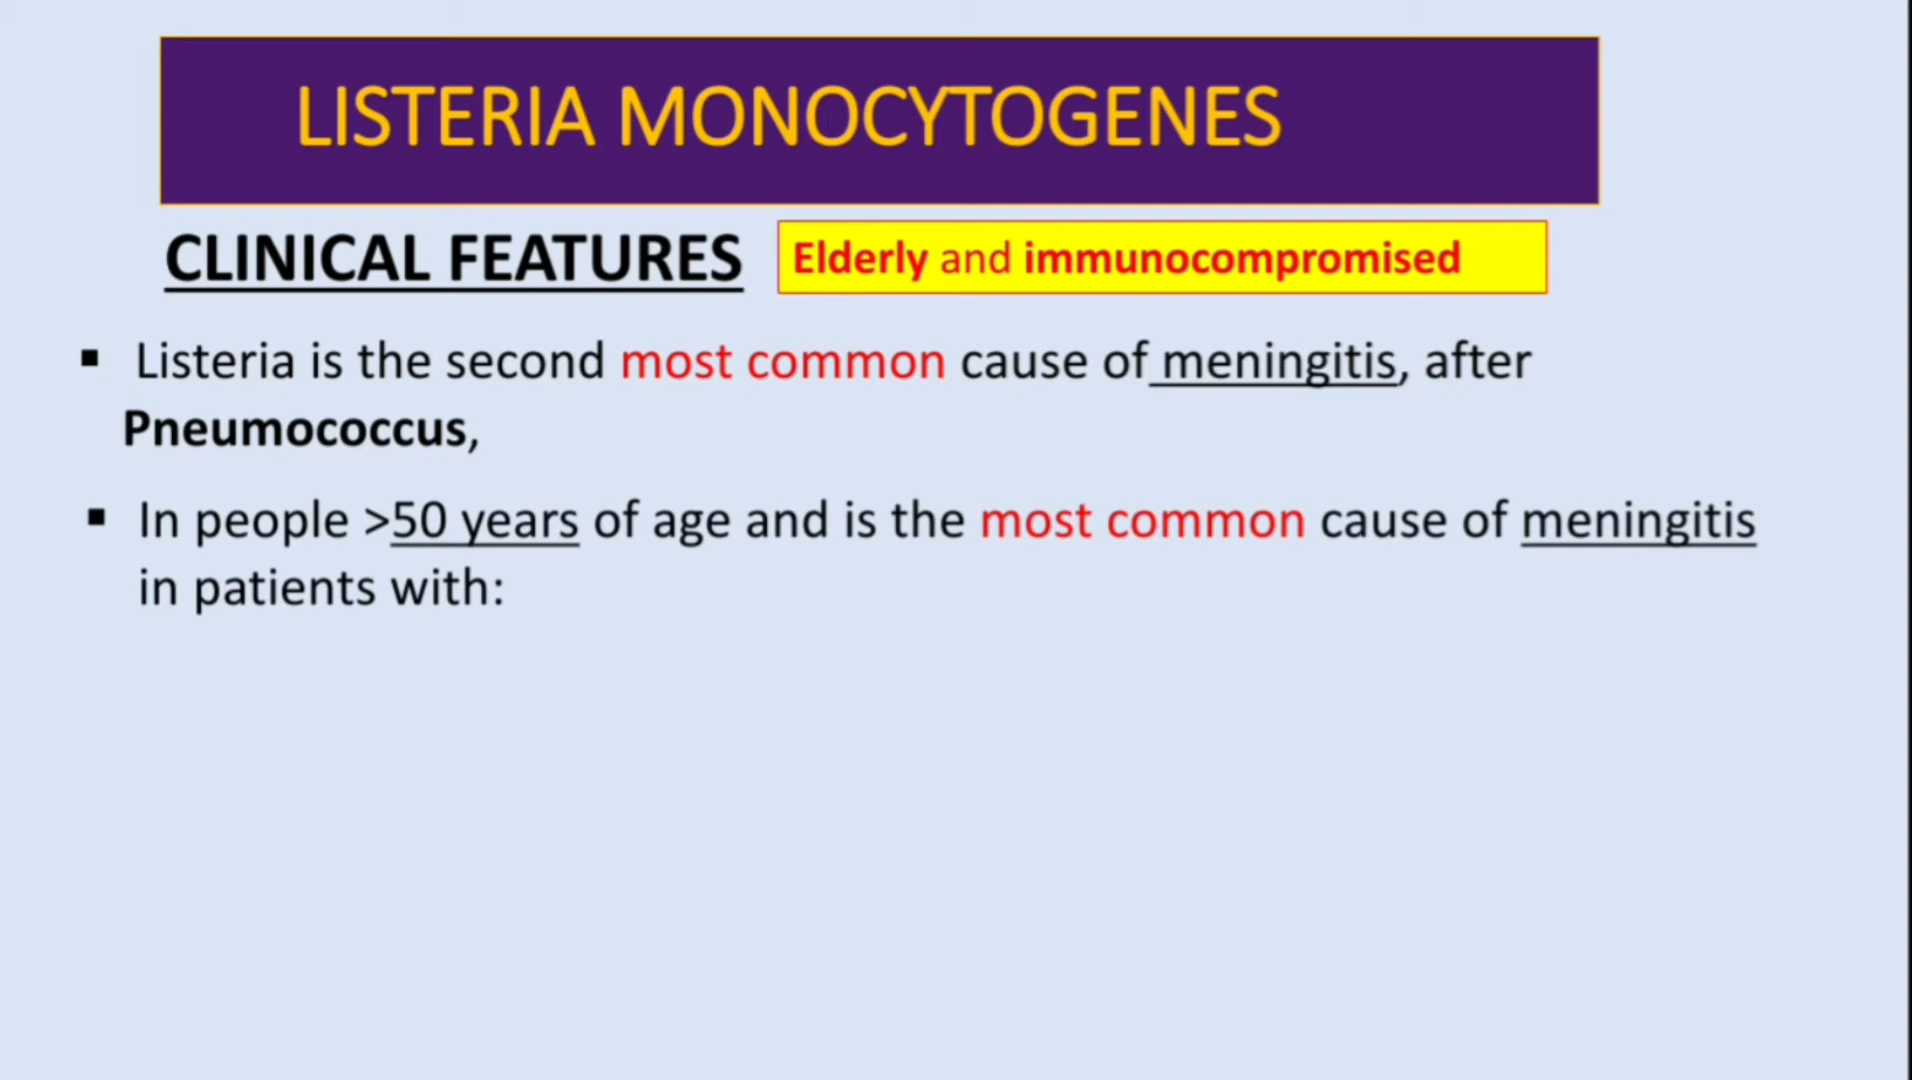 LISTERIA MONOCYTOGENES
CLINICAL FEATURES
Elderly and immunocompromised
▪ Listeria is the second most common cause of meningitis, after
Pneumococcus,
▪ In people >50 years of age and is the most common cause of meningitis
in patients with: